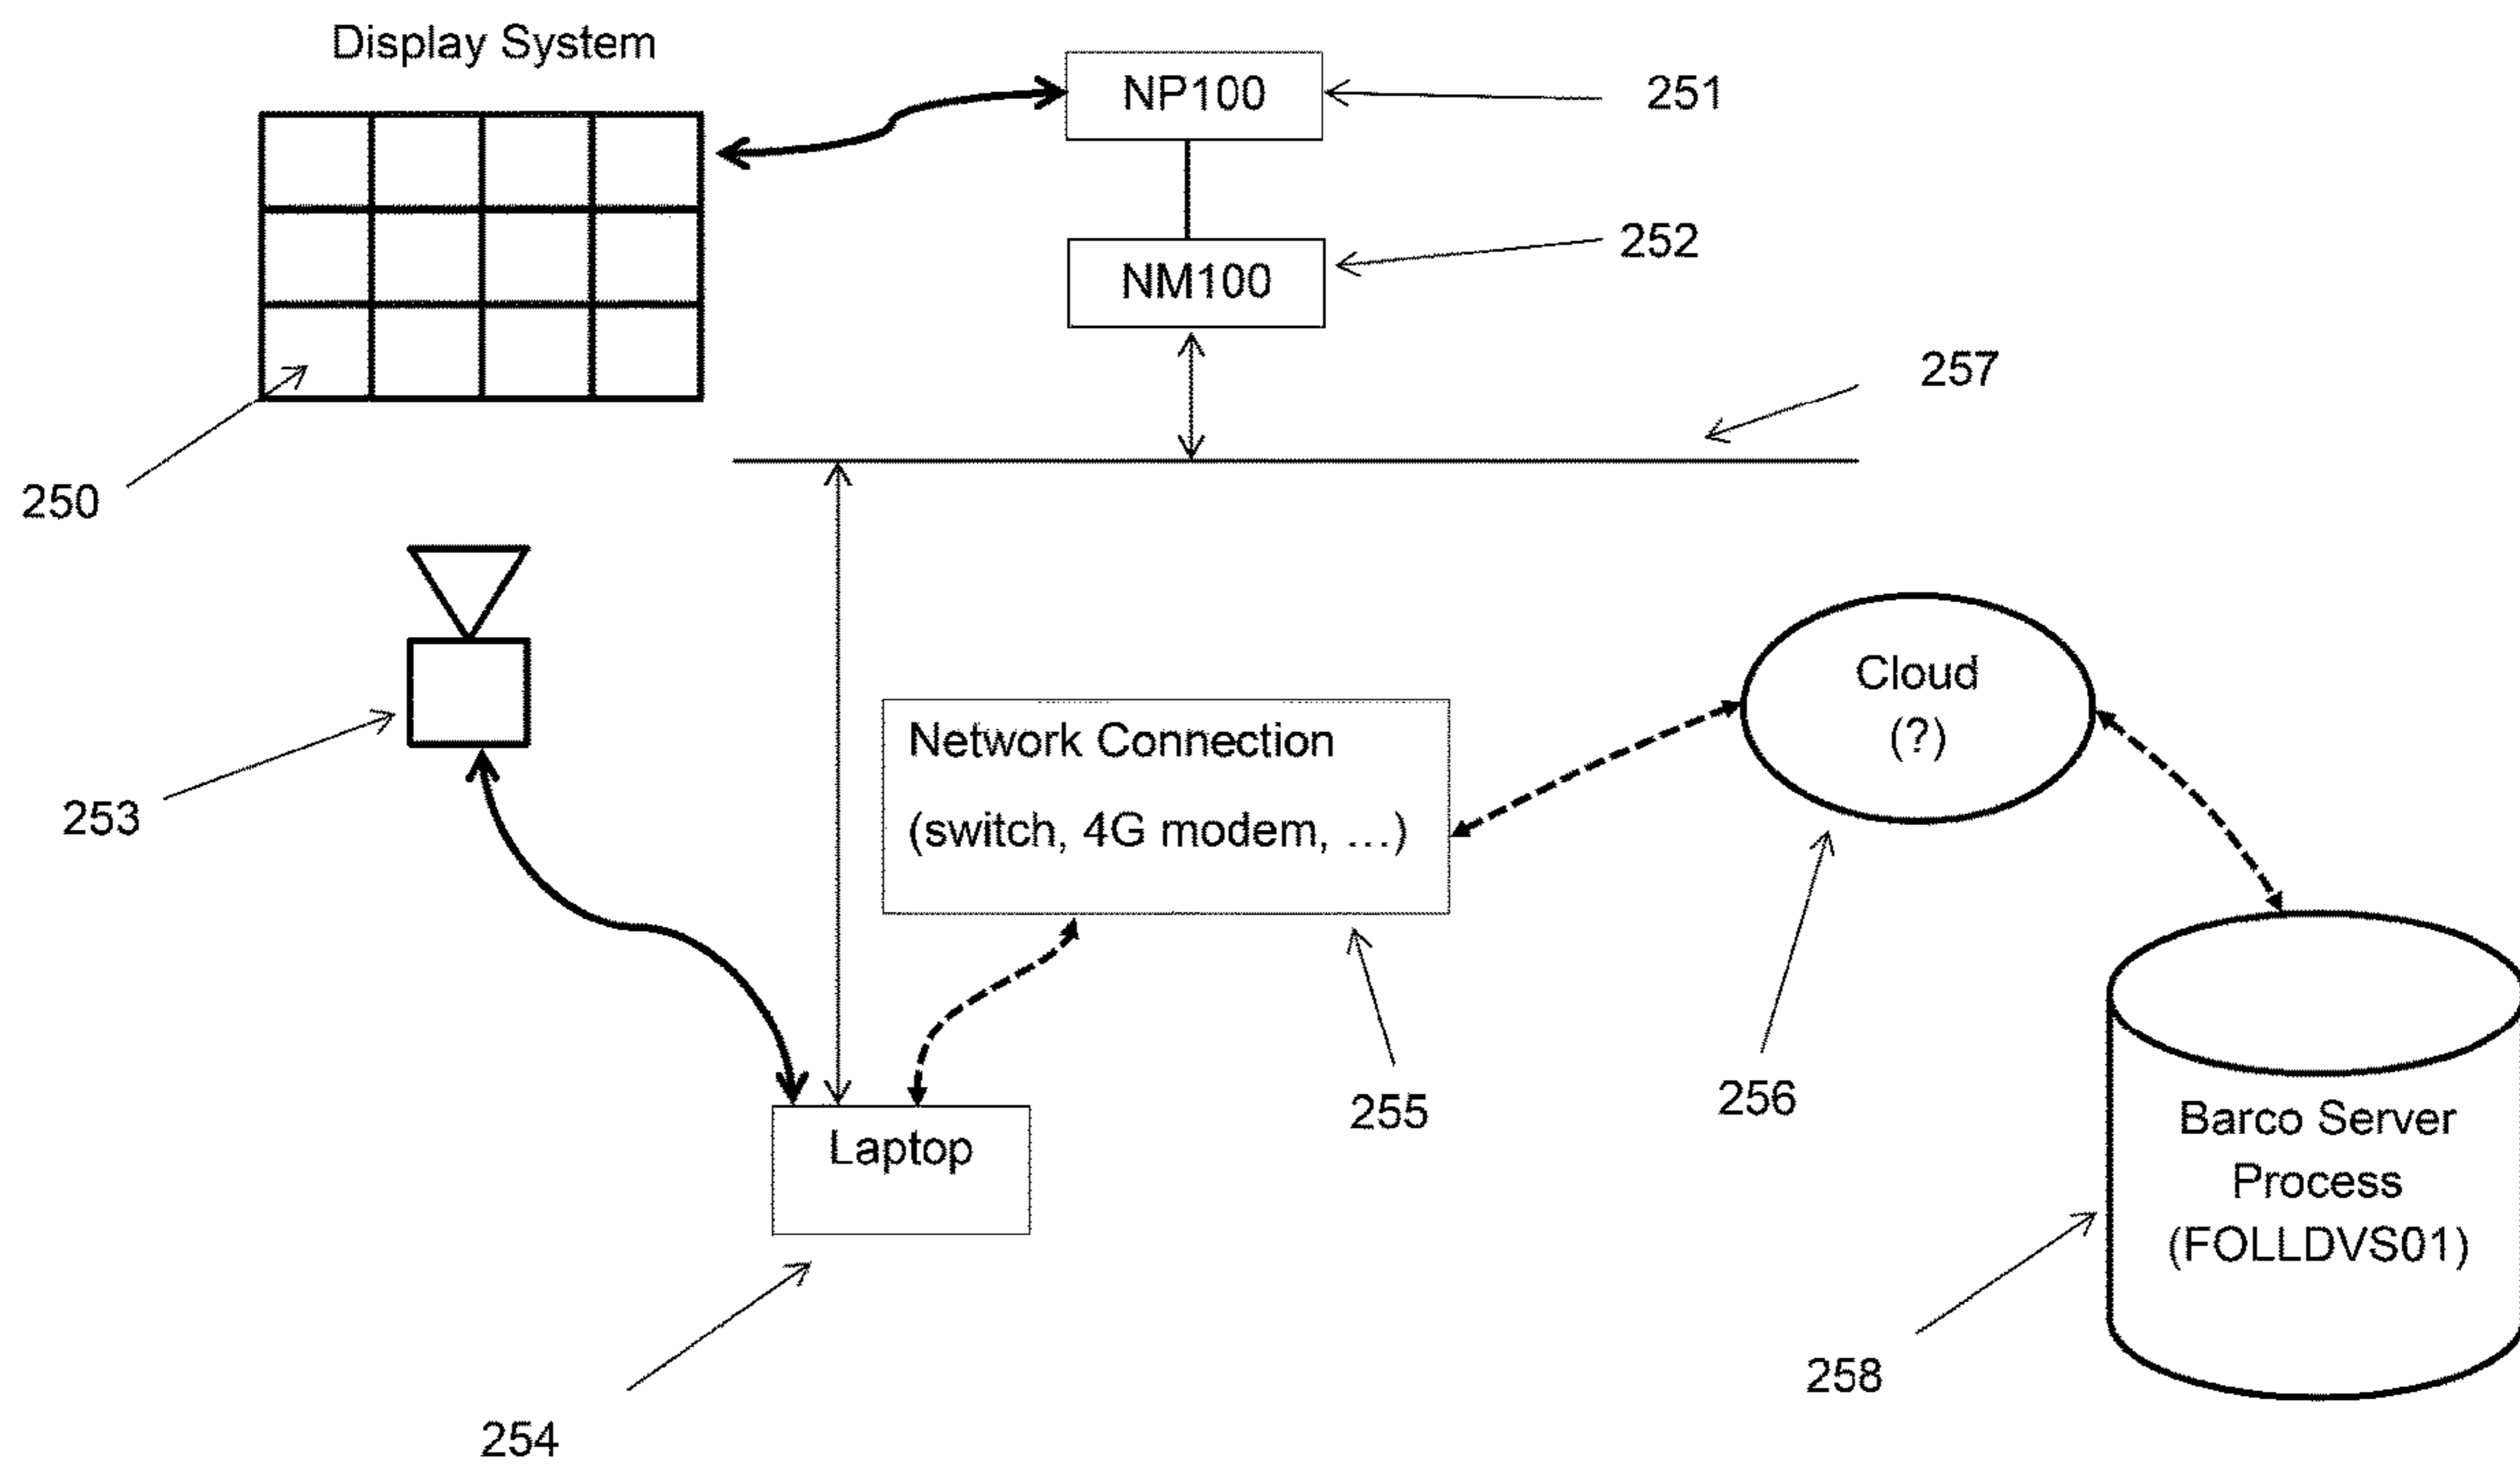 Display System
NP100
251
NM100
252
257
250
Cloud
(?)
Network Connection
(switch, 4G modem, ...)
253
255
256
Laptop
Barco Server
Process
(FOLLDVS01)
258
254